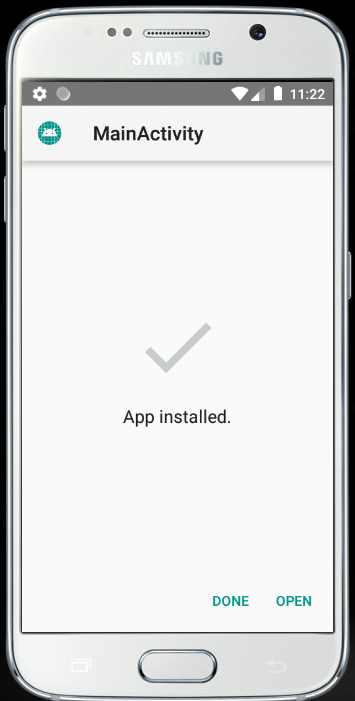 SAMSUNG
11:22
MainActivity
App installed.
DONE OPEN